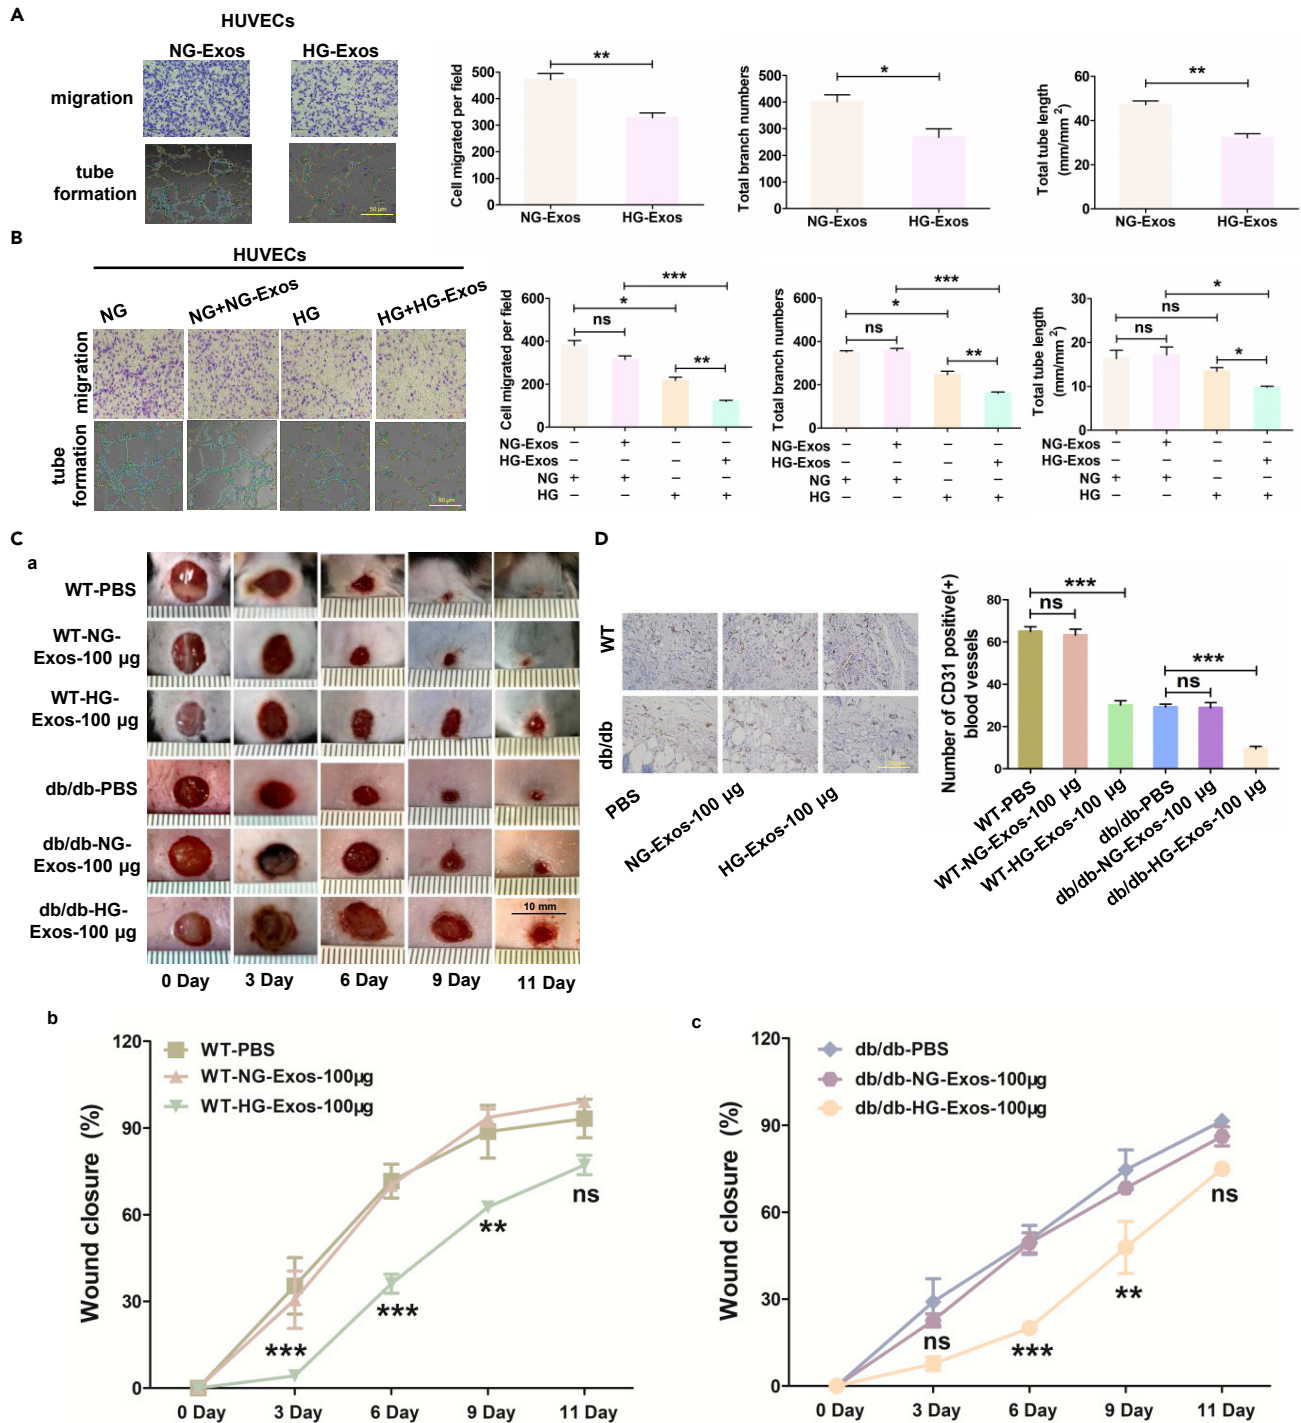 A
HUVECs
NG-Exos
HG-Exos
migration
tube
formation
50 μm
Cell migrated per field
500
400
300
200
100
0
**
NG-Exos
HG-Exos
Total branch numbers
500
400
300
200
100
0
*
NG-Exos
HG-Exos
Total tube length
(mm/mm²)
60
40
20
0
**
NG-Exos
HG-Exos
B
HUVECs
NG
NG+NG-Exos
HG
HG+HG-Exos
migration
tube
formation
50 μm
Cell migrated per field
600
400
200
0
***
*
ns
**
NG-Exos − + − −
HG-Exos − − − +
NG + + − −
HG − − + +
Total branch numbers
600
400
200
0
***
*
ns
**
NG-Exos − + − −
HG-Exos − − − +
NG + + − −
HG − − + +
Total tube length
(mm/mm²)
30
20
10
0
*
ns
ns
*
NG-Exos − + − −
HG-Exos − − − +
NG + + − −
HG − − + +
C
a
WT-PBS
WT-NG-
Exos-100 μg
WT-HG-
Exos-100 μg
db/db-PBS
db/db-NG-
Exos-100 μg
db/db-HG-
Exos-100 μg
10 mm
0 Day
3 Day
6 Day
9 Day
11 Day
D
WT
db/db
PBS
NG-Exos-100 μg
HG-Exos-100 μg
Number of CD31 positive(+)
blood vessels
80
60
40
20
0
***
ns
***
ns
WT-PBS
WT-NG-Exos-100 μg
WT-HG-Exos-100 μg
db/db-PBS
db/db-NG-Exos-100 μg
db/db-HG-Exos-100 μg
b
Wound closure (%)
120
90
60
30
0
WT-PBS
WT-NG-Exos-100μg
WT-HG-Exos-100μg
***
***
**
ns
0 Day
3 Day
6 Day
9 Day
11 Day
c
Wound closure (%)
120
90
60
30
0
db/db-PBS
db/db-NG-Exos-100μg
db/db-HG-Exos-100μg
ns
***
**
ns
0 Day
3 Day
6 Day
9 Day
11 Day